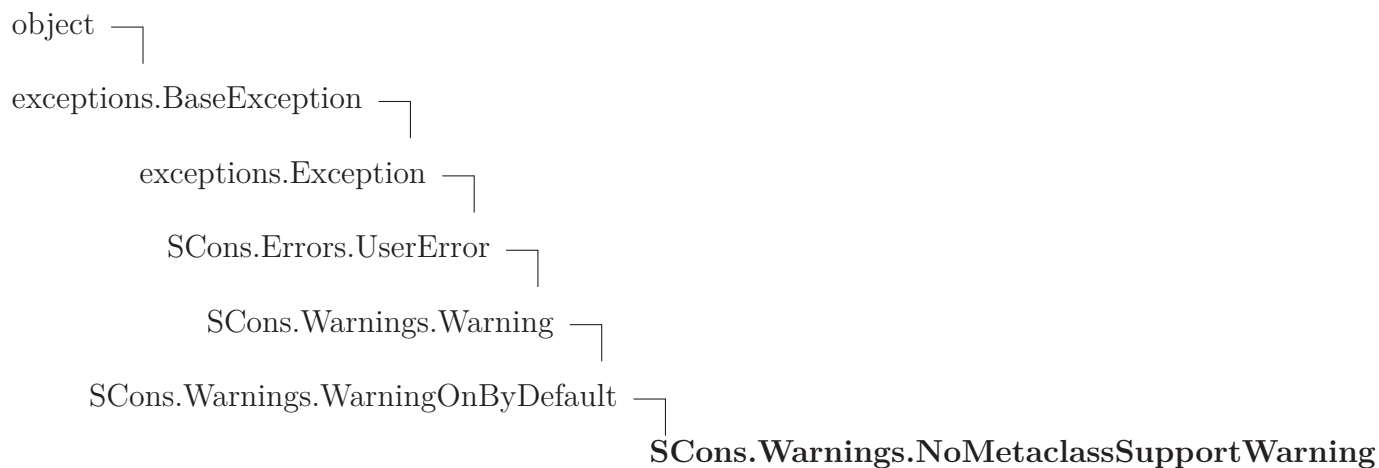 object
exceptions.BaseException
exceptions.Exception
SCons.Errors.UserError
SCons.Warnings.Warning
SCons.Warnings.WarningOnByDefault
SCons.Warnings.NoMetaclassSupportWarning